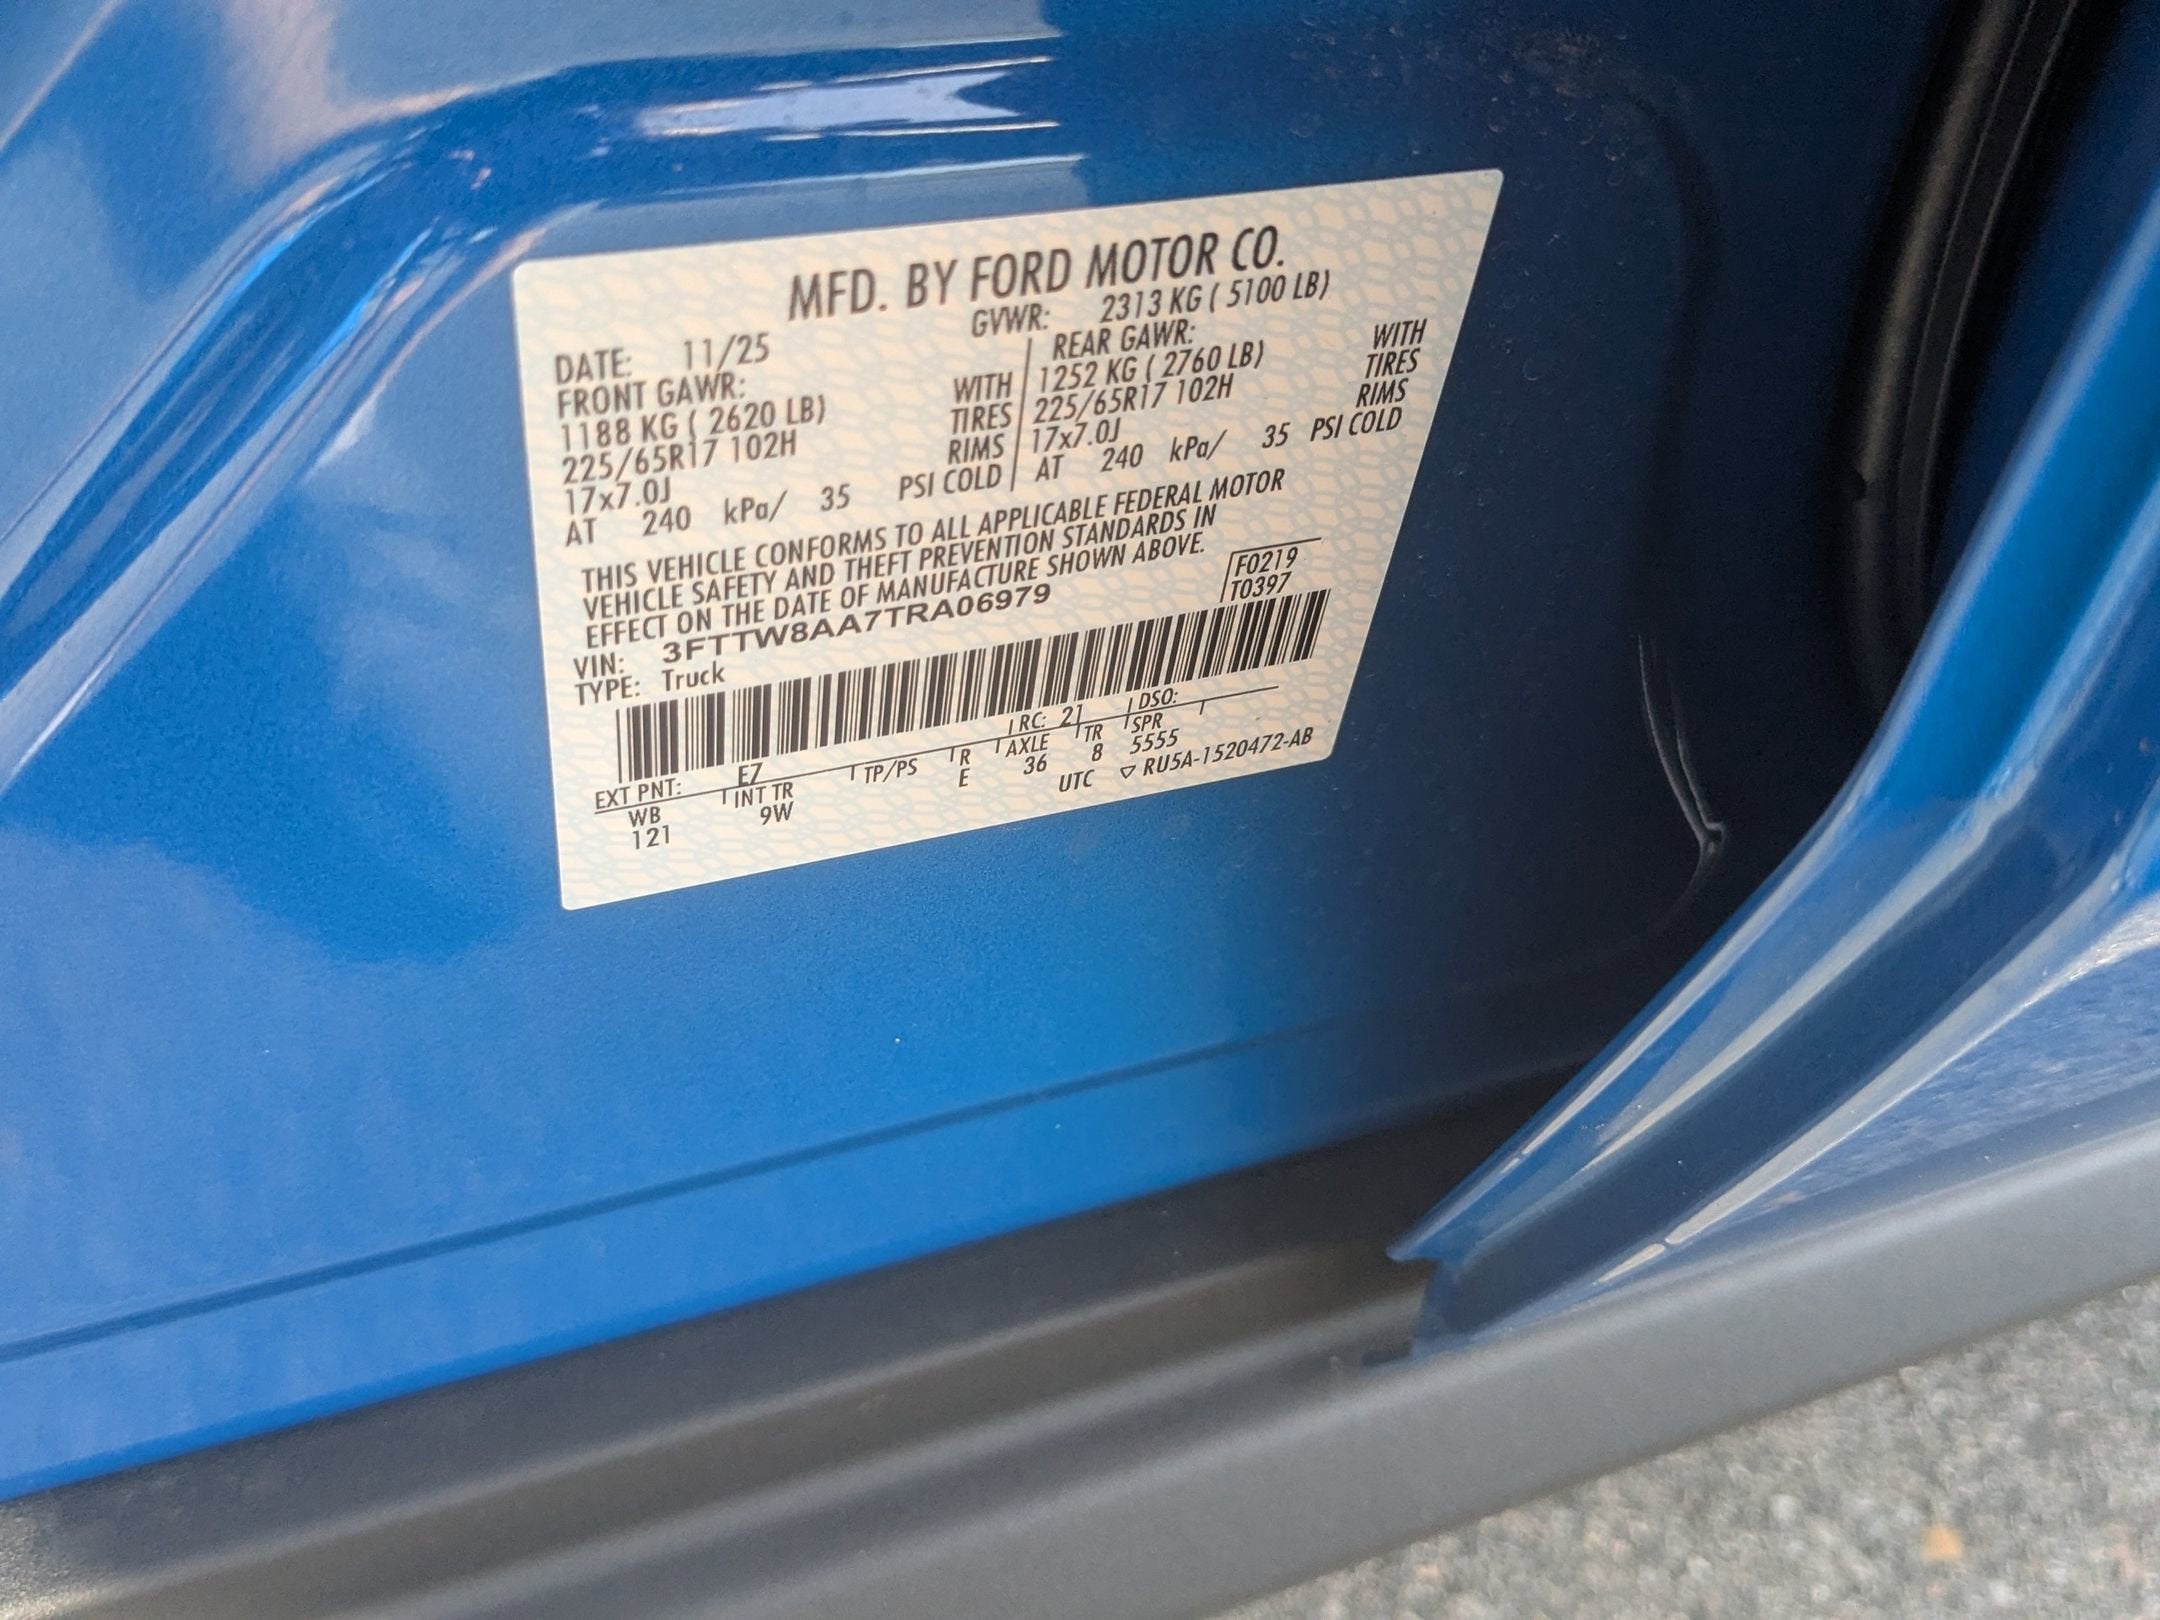 MFD. BY FORD MOTOR CO.
DATE: 11/25 GVWR: 2313 KG ( 5100 LB)
FRONT GAWR: REAR GAWR:
1188 KG ( 2620 LB) WITH 1252 KG ( 2760 LB) WITH
225/65R17 102H TIRES 225/65R17 102H TIRES
17x7.0J RIMS 17x7.0J RIMS
AT 240 kPa/ 35 PSI COLD AT 240 kPa/ 35 PSI COLD
THIS VEHICLE CONFORMS TO ALL APPLICABLE FEDERAL MOTOR
VEHICLE SAFETY AND THEFT PREVENTION STANDARDS IN
EFFECT ON THE DATE OF MANUFACTURE SHOWN ABOVE.
F0219
VIN: 3FTTW8AA7TRA06979 T0397
TYPE: Truck
EXT PNT: EZ RC: 21 DSO:
WB INT TR TP/PS R AXLE TR SPR
121 9W E 36 8 5555
UTC ▽ RU5A-1520472-AB